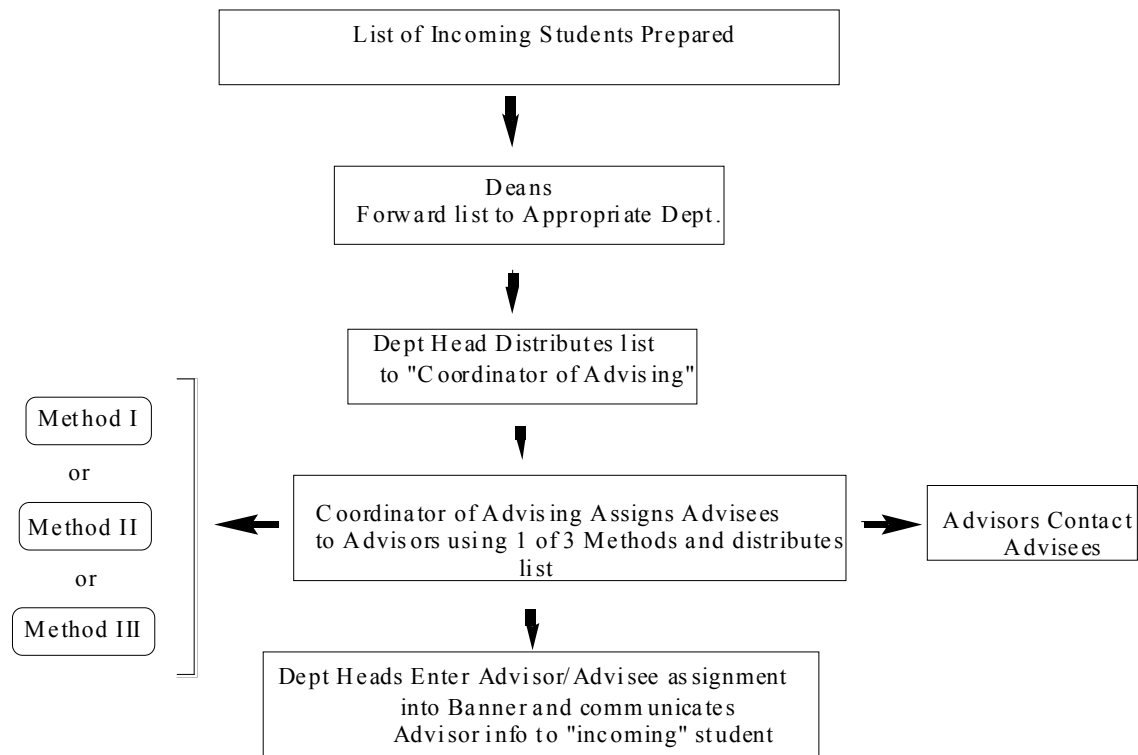 List of Incoming Students Prepared
Deans
Forward list to Appropriate Dept.
Dept Head Distributes list
to "Coordinator of Advising"
Method I
or
Method II
or
Method III
Coordinator of Advising Assigns Advisees
to Advisors using 1 of 3 Methods and distributes
list
Advisors Contact
Advisees
Dept Heads Enter Advisor/Advisee assignment
into Banner and communicates
Advisor info to "incoming" student